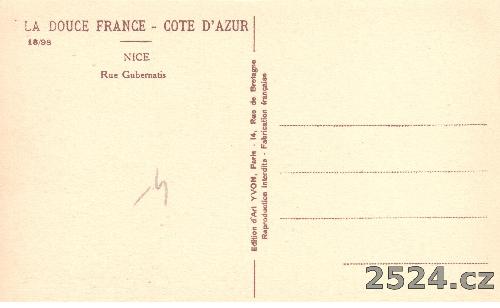 LA DOUCE FRANCE - COTE D'AZUR
18/98
NICE
Rue Gubernatis
Edition d'Art YVON, Paris - 14, Rue de Bretagne
Reproduction Interdite - Fabrication française
2524.cz